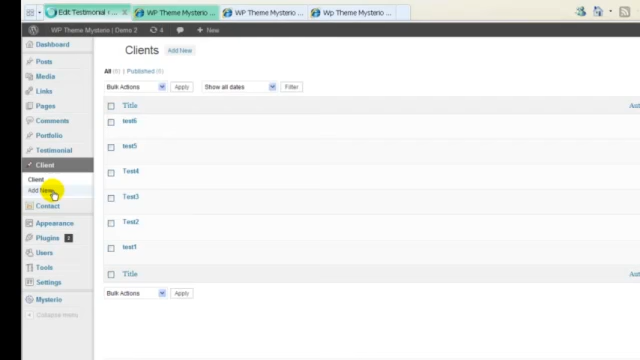 Edit Testimonial ‹ ...
WP Theme Mysterio ...
WP Theme Mysterio ...
Wp Theme Mysterio ...
WP Theme Mysterio | Demo 2
4
+ New
Dashboard
Posts
Media
Links
Pages
Comments
Portfolio
Testimonial
Client
Client
Add New
Contact
Appearance
Plugins 2
Users
Tools
Settings
Mysterio
Collapse menu
Clients Add New
All (6) | Published (6)
Bulk Actions Apply Show all dates Filter
Title Aut
test6
test5
Test4
Test3
Test2
test1
Title Aut
Bulk Actions Apply